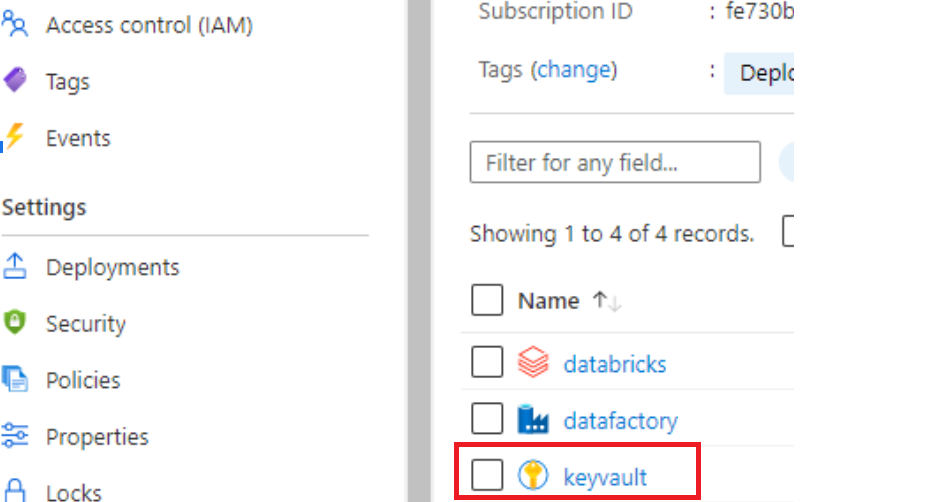 Access control (IAM)
Tags
Events
Settings
Deployments
Security
Policies
Properties
Locks
Subscription ID : fe730b
Tags (change) :
Filter for any field...
Showing 1 to 4 of 4 records.
Name ↑↓
databricks
datafactory
keyvault